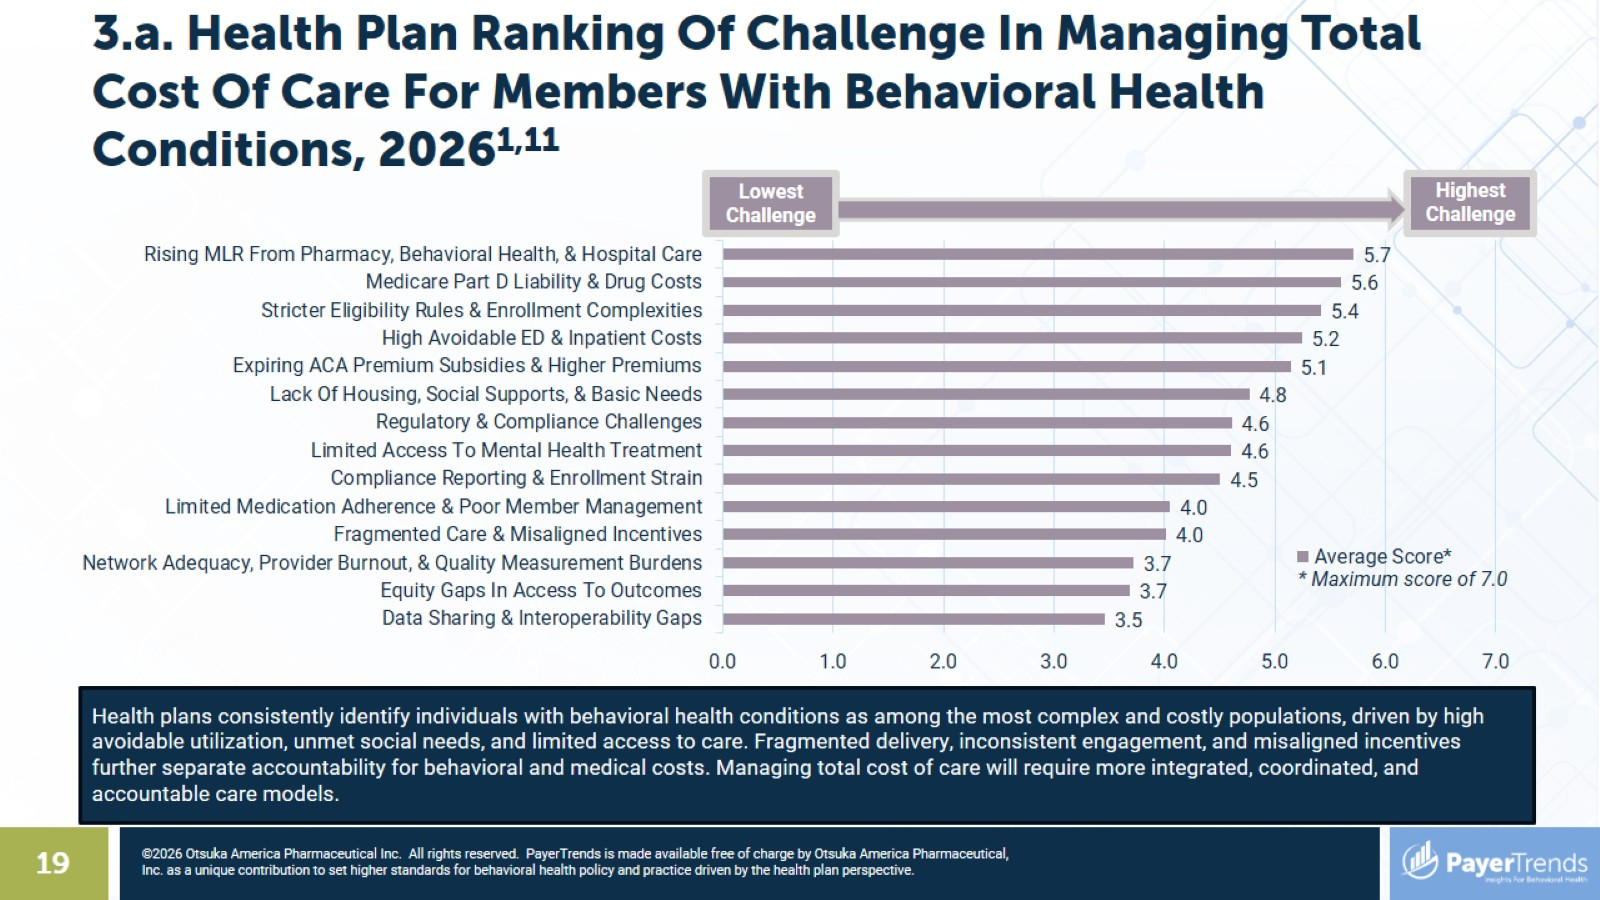 3.a. Health Plan Ranking Of Challenge In Managing Total
Cost Of Care For Members With Behavioral Health
Conditions, 2026¹,¹¹
Lowest
Challenge
Highest
Challenge
Rising MLR From Pharmacy, Behavioral Health, & Hospital Care 5.7
Medicare Part D Liability & Drug Costs 5.6
Stricter Eligibility Rules & Enrollment Complexities 5.4
High Avoidable ED & Inpatient Costs 5.2
Expiring ACA Premium Subsidies & Higher Premiums 5.1
Lack Of Housing, Social Supports, & Basic Needs 4.8
Regulatory & Compliance Challenges 4.6
Limited Access To Mental Health Treatment 4.6
Compliance Reporting & Enrollment Strain 4.5
Limited Medication Adherence & Poor Member Management 4.0
Fragmented Care & Misaligned Incentives 4.0
Network Adequacy, Provider Burnout, & Quality Measurement Burdens 3.7
Equity Gaps In Access To Outcomes 3.7
Data Sharing & Interoperability Gaps 3.5
Average Score*
* Maximum score of 7.0
0.0 1.0 2.0 3.0 4.0 5.0 6.0 7.0
Health plans consistently identify individuals with behavioral health conditions as among the most complex and costly populations, driven by high
avoidable utilization, unmet social needs, and limited access to care. Fragmented delivery, inconsistent engagement, and misaligned incentives
further separate accountability for behavioral and medical costs. Managing total cost of care will require more integrated, coordinated, and
accountable care models.
19
©2026 Otsuka America Pharmaceutical Inc. All rights reserved. PayerTrends is made available free of charge by Otsuka America Pharmaceutical,
Inc. as a unique contribution to set higher standards for behavioral health policy and practice driven by the health plan perspective.
PayerTrends
Insights For Behavioral Health